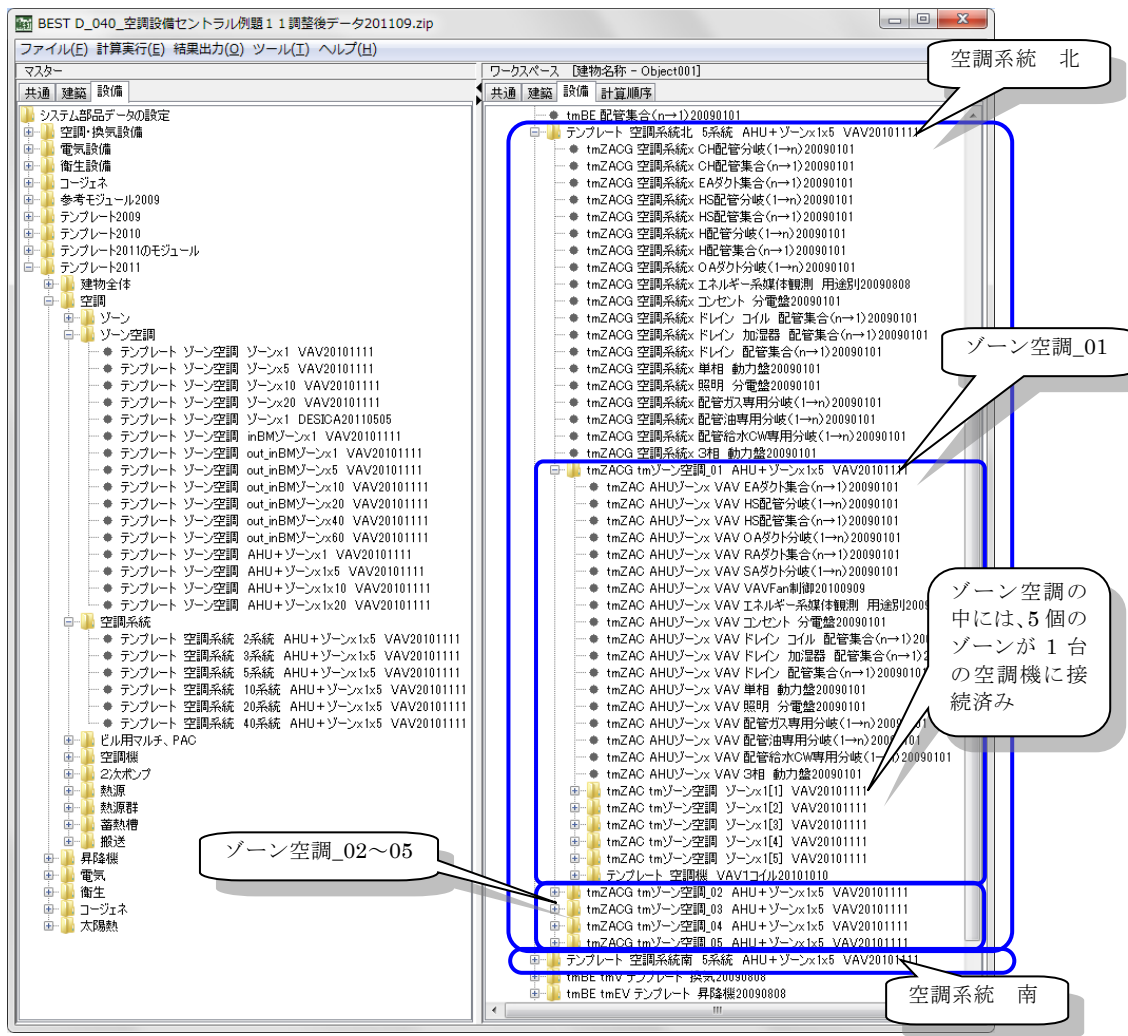 BEST D_040_空調設備セントラル例題１１調整後データ201109.zip
ファイル(F) 計算実行(E) 結果出力(O) ツール(T) ヘルプ(H)
マスター
共通 建築 設備
システム部品データの設定
空調・換気設備
電気設備
衛生設備
コージェネ
参考モジュール2009
テンプレート2009
テンプレート2010
テンプレート2011のモジュール
テンプレート2011
建物全体
空調
ゾーン
ゾーン空調
テンプレート ゾーン空調 ゾーンx1 VAV20101111
テンプレート ゾーン空調 ゾーンx5 VAV20101111
テンプレート ゾーン空調 ゾーンx10 VAV20101111
テンプレート ゾーン空調 ゾーンx20 VAV20101111
テンプレート ゾーン空調 ゾーンx1 DESICA20110505
テンプレート ゾーン空調 inBMゾーンx1 VAV20101111
テンプレート ゾーン空調 out_inBMゾーンx1 VAV20101111
テンプレート ゾーン空調 out_inBMゾーンx5 VAV20101111
テンプレート ゾーン空調 out_inBMゾーンx10 VAV20101111
テンプレート ゾーン空調 out_inBMゾーンx20 VAV20101111
テンプレート ゾーン空調 out_inBMゾーンx40 VAV20101111
テンプレート ゾーン空調 out_inBMゾーンx60 VAV20101111
テンプレート ゾーン空調 AHU+ゾーンx1 VAV20101111
テンプレート ゾーン空調 AHU+ゾーンx1x5 VAV20101111
テンプレート ゾーン空調 AHU+ゾーンx1x10 VAV20101111
テンプレート ゾーン空調 AHU+ゾーンx1x20 VAV20101111
空調系統
テンプレート 空調系統 2系統 AHU+ゾーンx1x5 VAV20101111
テンプレート 空調系統 3系統 AHU+ゾーンx1x5 VAV20101111
テンプレート 空調系統 5系統 AHU+ゾーンx1x5 VAV20101111
テンプレート 空調系統 10系統 AHU+ゾーンx1x5 VAV20101111
テンプレート 空調系統 20系統 AHU+ゾーンx1x5 VAV20101111
テンプレート 空調系統 40系統 AHU+ゾーンx1x5 VAV20101111
ビル用マルチ、PAC
空調機
2次ポンプ
熱源
熱源群
蓄熱槽
搬送
昇降機
電気
衛生
コージェネ
太陽熱
ワークスペース [建物名称 - Object001]
共通 建築 設備 計算順序
tmBE 配管集合(n→1)20090101
テンプレート 空調系統北 5系統 AHU+ゾーンx1x5 VAV20101111
tmZACG 空調系統x CH配管分岐(1→n)20090101
tmZACG 空調系統x CH配管集合(n→1)20090101
tmZACG 空調系統x EAダクト集合(n→1)20090101
tmZACG 空調系統x HS配管分岐(1→n)20090101
tmZACG 空調系統x HS配管集合(n→1)20090101
tmZACG 空調系統x H配管分岐(1→n)20090101
tmZACG 空調系統x H配管集合(n→1)20090101
tmZACG 空調系統x OAダクト分岐(1→n)20090101
tmZACG 空調系統x エネルギー系媒体観測 用途別20090808
tmZACG 空調系統x コンセント 分電盤20090101
tmZACG 空調系統x ドレイン コイル 配管集合(n→1)20090101
tmZACG 空調系統x ドレイン 加湿器 配管集合(n→1)20090101
tmZACG 空調系統x ドレイン 配管集合(n→1)20090101
tmZACG 空調系統x 単相 動力盤20090101
tmZACG 空調系統x 照明 分電盤20090101
tmZACG 空調系統x 配管ガス専用分岐(1→n)20090101
tmZACG 空調系統x 配管油専用分岐(1→n)20090101
tmZACG 空調系統x 配管給水CW専用分岐(1→n)20090101
tmZACG 空調系統x 3相 動力盤20090101
tmZACG tmゾーン空調_01 AHU+ゾーンx1x5 VAV20101111
tmZAC AHUゾーンx VAV EAダクト集合(n→1)20090101
tmZAC AHUゾーンx VAV HS配管分岐(1→n)20090101
tmZAC AHUゾーンx VAV HS配管集合(n→1)20090101
tmZAC AHUゾーンx VAV OAダクト分岐(1→n)20090101
tmZAC AHUゾーンx VAV RAダクト集合(n→1)20090101
tmZAC AHUゾーンx VAV SAダクト分岐(1→n)20090101
tmZAC AHUゾーンx VAV VAVFan制御20100909
tmZAC AHUゾーンx VAV エネルギー系媒体観測 用途別2009
tmZAC AHUゾーンx VAV コンセント 分電盤20090101
tmZAC AHUゾーンx VAV ドレイン コイル 配管集合(n→1)20
tmZAC AHUゾーンx VAV ドレイン 加湿器 配管集合(n→1)2
tmZAC AHUゾーンx VAV ドレイン 配管集合(n→1)20090101
tmZAC AHUゾーンx VAV 単相 動力盤20090101
tmZAC AHUゾーンx VAV 照明 分電盤20090101
tmZAC AHUゾーンx VAV 配管ガス専用分岐(1→n)20090101
tmZAC AHUゾーンx VAV 配管油専用分岐(1→n)20090101
tmZAC AHUゾーンx VAV 配管給水CW専用分岐(1→n)20090101
tmZAC AHUゾーンx VAV 3相 動力盤20090101
tmZAC tmゾーン空調 ゾーンx1[1] VAV20101111
tmZAC tmゾーン空調 ゾーンx1[2] VAV20101111
tmZAC tmゾーン空調 ゾーンx1[3] VAV20101111
tmZAC tmゾーン空調 ゾーンx1[4] VAV20101111
tmZAC tmゾーン空調 ゾーンx1[5] VAV20101111
テンプレート 空調機 VAV1コイル20101010
tmZACG tmゾーン空調_02 AHU+ゾーンx1x5 VAV20101111
tmZACG tmゾーン空調_03 AHU+ゾーンx1x5 VAV20101111
tmZACG tmゾーン空調_04 AHU+ゾーンx1x5 VAV20101111
tmZACG tmゾーン空調_05 AHU+ゾーンx1x5 VAV20101111
テンプレート 空調系統南 5系統 AHU+ゾーンx1x5 VAV20101111
tmBE tmV テンプレート 換気20090808
tmBE tmEV テンプレート 昇降機20090808
空調系統 北
ゾーン空調_01
ゾーン空調の
中には、5個の
ゾーンが 1 台
の空調機に接
続済み
ゾーン空調_02～05
空調系統 南